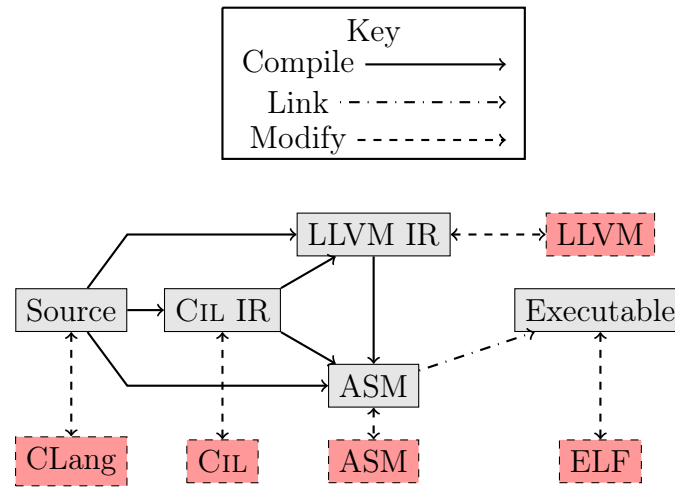 Key
Compile
Link
Modify
LLVM IR
LLVM
Source
CIL IR
Executable
ASM
CLang
CIL
ASM
ELF